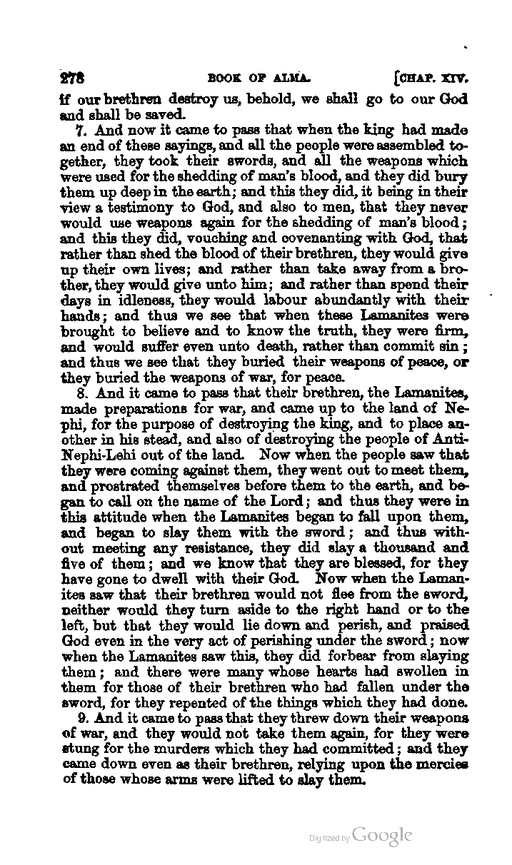 278 BOOK OF ALMA. [CHAP. XIV.
if our brethren destroy us, behold, we shall go to our God
and shall be saved.
7. And now it came to pass that when the king had made
an end of these sayings, and all the people were assembled to-
gether, they took their swords, and all the weapons which
were used for the shedding of man's blood, and they did bury
them up deep in the earth; and this they did, it being in their
view a testimony to God, and also to men, that they never
would use weapons again for the shedding of man's blood;
and this they did, vouching and covenanting with God, that
rather than shed the blood of their brethren, they would give
up their own lives; and rather than take away from a bro-
ther, they would give unto him; and rather than spend their
days in idleness, they would labour abundantly with their
hands; and thus we see that when these Lamanites were
brought to believe and to know the truth, they were firm,
and would suffer even unto death, rather than commit sin;
and thus we see that they buried their weapons of peace, or
they buried the weapons of war, for peace.
8. And it came to pass that their brethren, the Lamanites,
made preparations for war, and came up to the land of Ne-
phi, for the purpose of destroying the king, and to place an-
other in his stead, and also of destroying the people of Anti-
Nephi-Lehi out of the land. Now when the people saw that
they were coming against them, they went out to meet them,
and prostrated themselves before them to the earth, and be-
gan to call on the name of the Lord; and thus they were in
this attitude when the Lamanites began to fall upon them,
and began to slay them with the sword; and thus with-
out meeting any resistance, they did slay a thousand and
five of them; and we know that they are blessed, for they
have gone to dwell with their God. Now when the Laman-
ites saw that their brethren would not flee from the sword,
neither would they turn aside to the right hand or to the
left, but that they would lie down and perish, and praised
God even in the very act of perishing under the sword; now
when the Lamanites saw this, they did forbear from slaying
them; and there were many whose hearts had swollen in
them for those of their brethren who had fallen under the
sword, for they repented of the things which they had done.
9. And it came to pass that they threw down their weapons
of war, and they would not take them again, for they were
stung for the murders which they had committed; and they
came down even as their brethren, relying upon the mercies
of those whose arms were lifted to slay them.
Digitized by Google